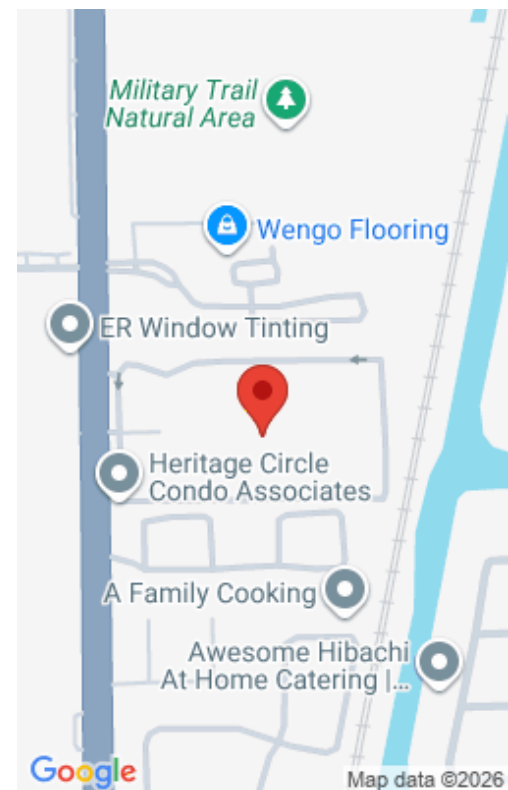 Military Trail
Natural Area
Wengo Flooring
ER Window Tinting
Heritage Circle
Condo Associates
A Family Cooking
Awesome Hibachi
At Home Catering |...
Google
Map data ©2026